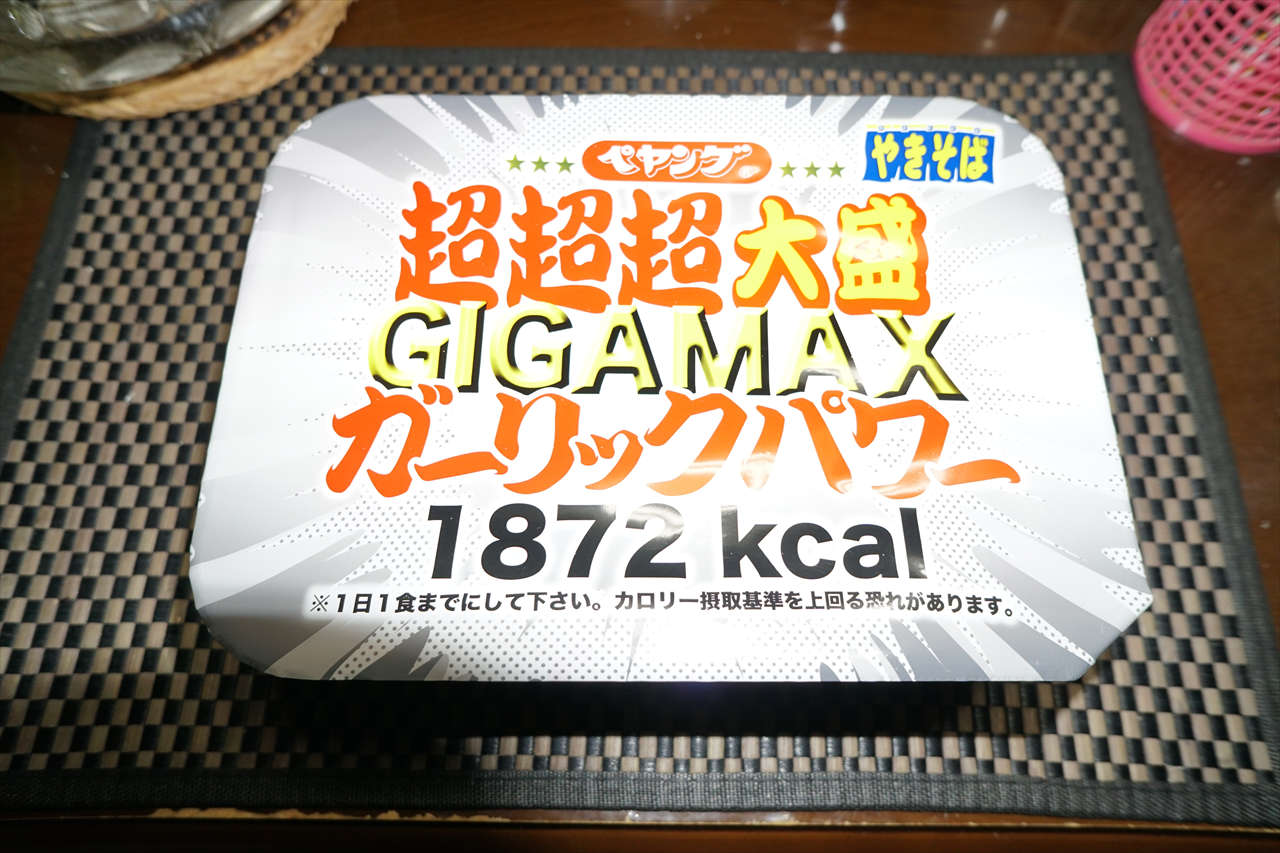 ペヤング
やきそば
超超超大盛
GIGAMAX
ガーリックパワー
1872 kcal
※1日1食までにして下さい。カロリー摂取基準を上回る恐れがあります。